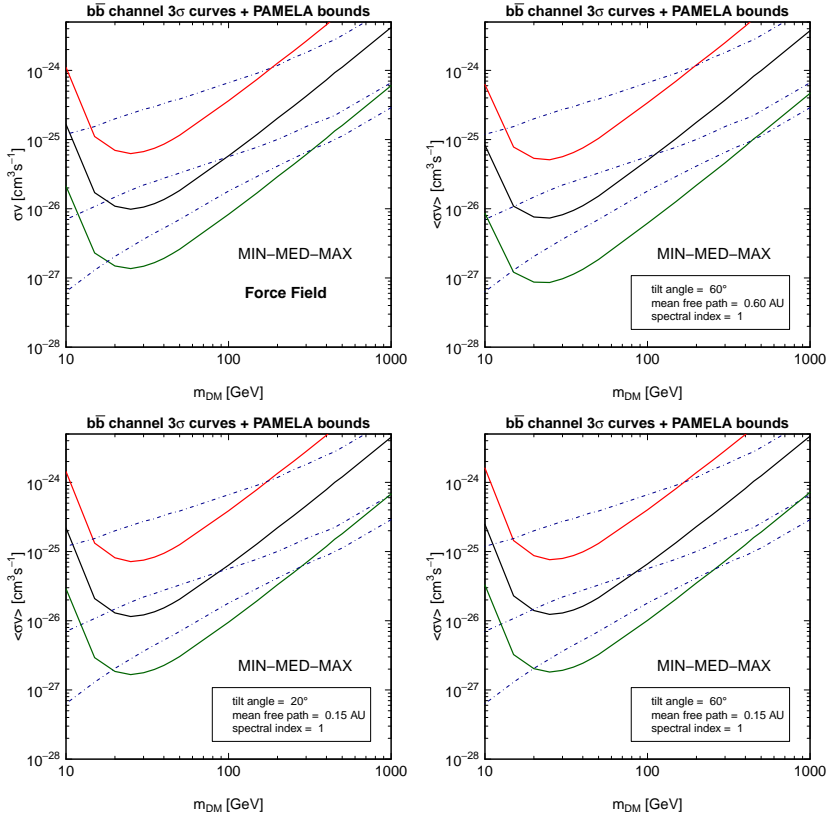 bb̅ channel 3σ curves + PAMELA bounds
10⁻²⁴
10⁻²⁵
10⁻²⁶
10⁻²⁷
10⁻²⁸
σv [cm³s⁻¹]
MIN−MED−MAX
Force Field
10 100 1000
m_DM [GeV]
bb̅ channel 3σ curves + PAMELA bounds
10⁻²⁴
10⁻²⁵
10⁻²⁶
10⁻²⁷
10⁻²⁸
<σv> [cm³s⁻¹]
MIN−MED−MAX
tilt angle = 60°
mean free path = 0.60 AU
spectral index = 1
10 100 1000
m_DM [GeV]
bb̅ channel 3σ curves + PAMELA bounds
10⁻²⁴
10⁻²⁵
10⁻²⁶
10⁻²⁷
10⁻²⁸
<σv> [cm³s⁻¹]
MIN−MED−MAX
tilt angle = 20°
mean free path = 0.15 AU
spectral index = 1
10 100 1000
m_DM [GeV]
bb̅ channel 3σ curves + PAMELA bounds
10⁻²⁴
10⁻²⁵
10⁻²⁶
10⁻²⁷
10⁻²⁸
<σv> [cm³s⁻¹]
MIN−MED−MAX
tilt angle = 60°
mean free path = 0.15 AU
spectral index = 1
10 100 1000
m_DM [GeV]